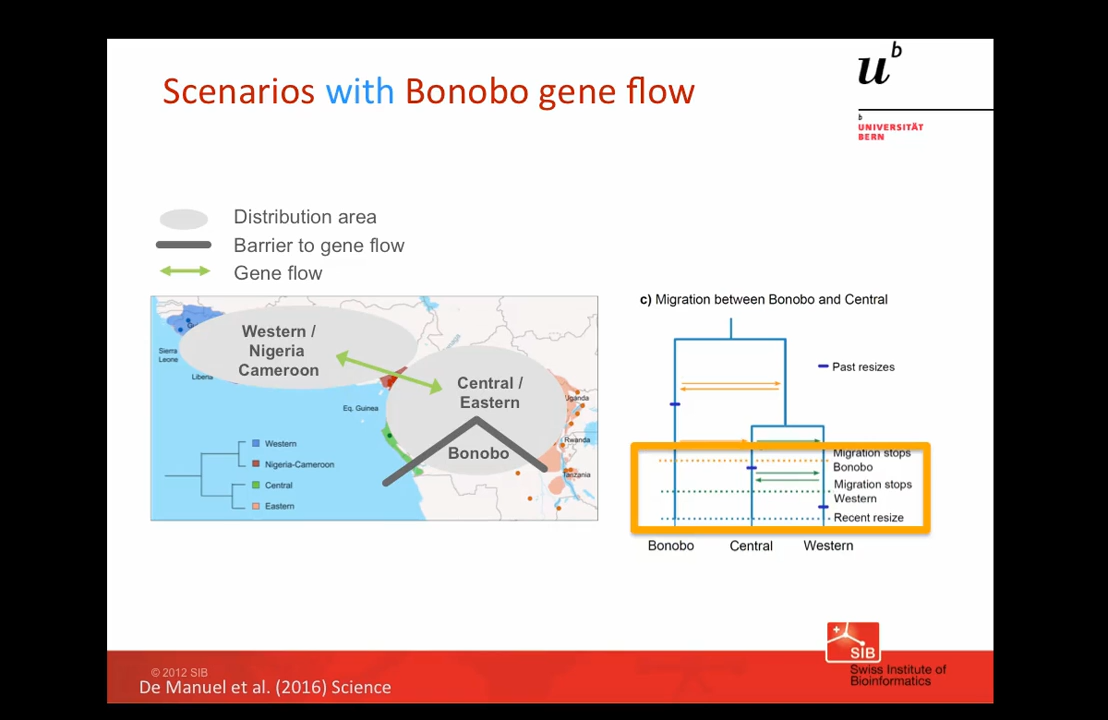 Scenarios with Bonobo gene flow
u b
b
UNIVERSITÄT
BERN
Distribution area
Barrier to gene flow
Gene flow
Western /
Nigeria
Cameroon
Sierra
Leone
Liberia
Eq. Guinea
Central /
Eastern
Bonobo
Uganda
Rwanda
Tanzania
Western
Nigeria-Cameroon
Central
Eastern
c) Migration between Bonobo and Central
Past resizes
Migration stops
Bonobo
Migration stops
Western
Recent resize
Bonobo Central Western
SIB
Swiss Institute of
Bioinformatics
© 2012 SIB
De Manuel et al. (2016) Science